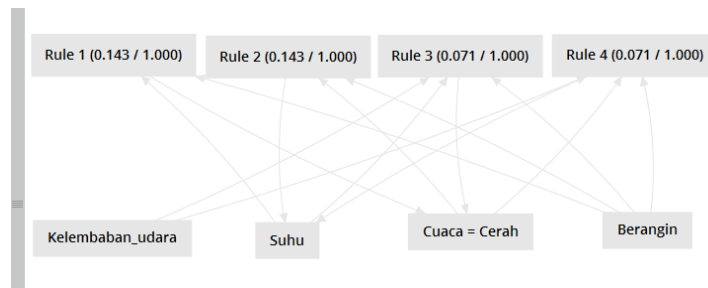 Rule 1 (0.143 / 1.000)
Rule 2 (0.143 / 1.000)
Rule 3 (0.071 / 1.000)
Rule 4 (0.071 / 1.000)
Kelembaban_udara
Suhu
Cuaca = Cerah
Berangin